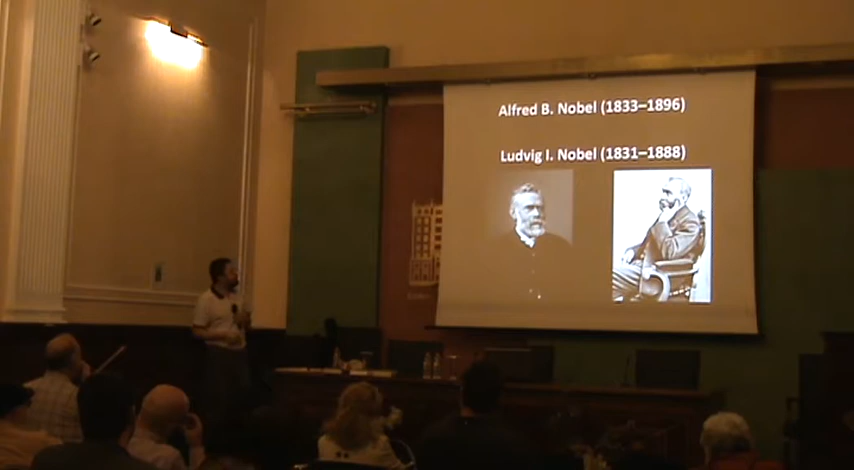 Alfred B. Nobel (1833–1896)
Ludvig I. Nobel (1831–1888)